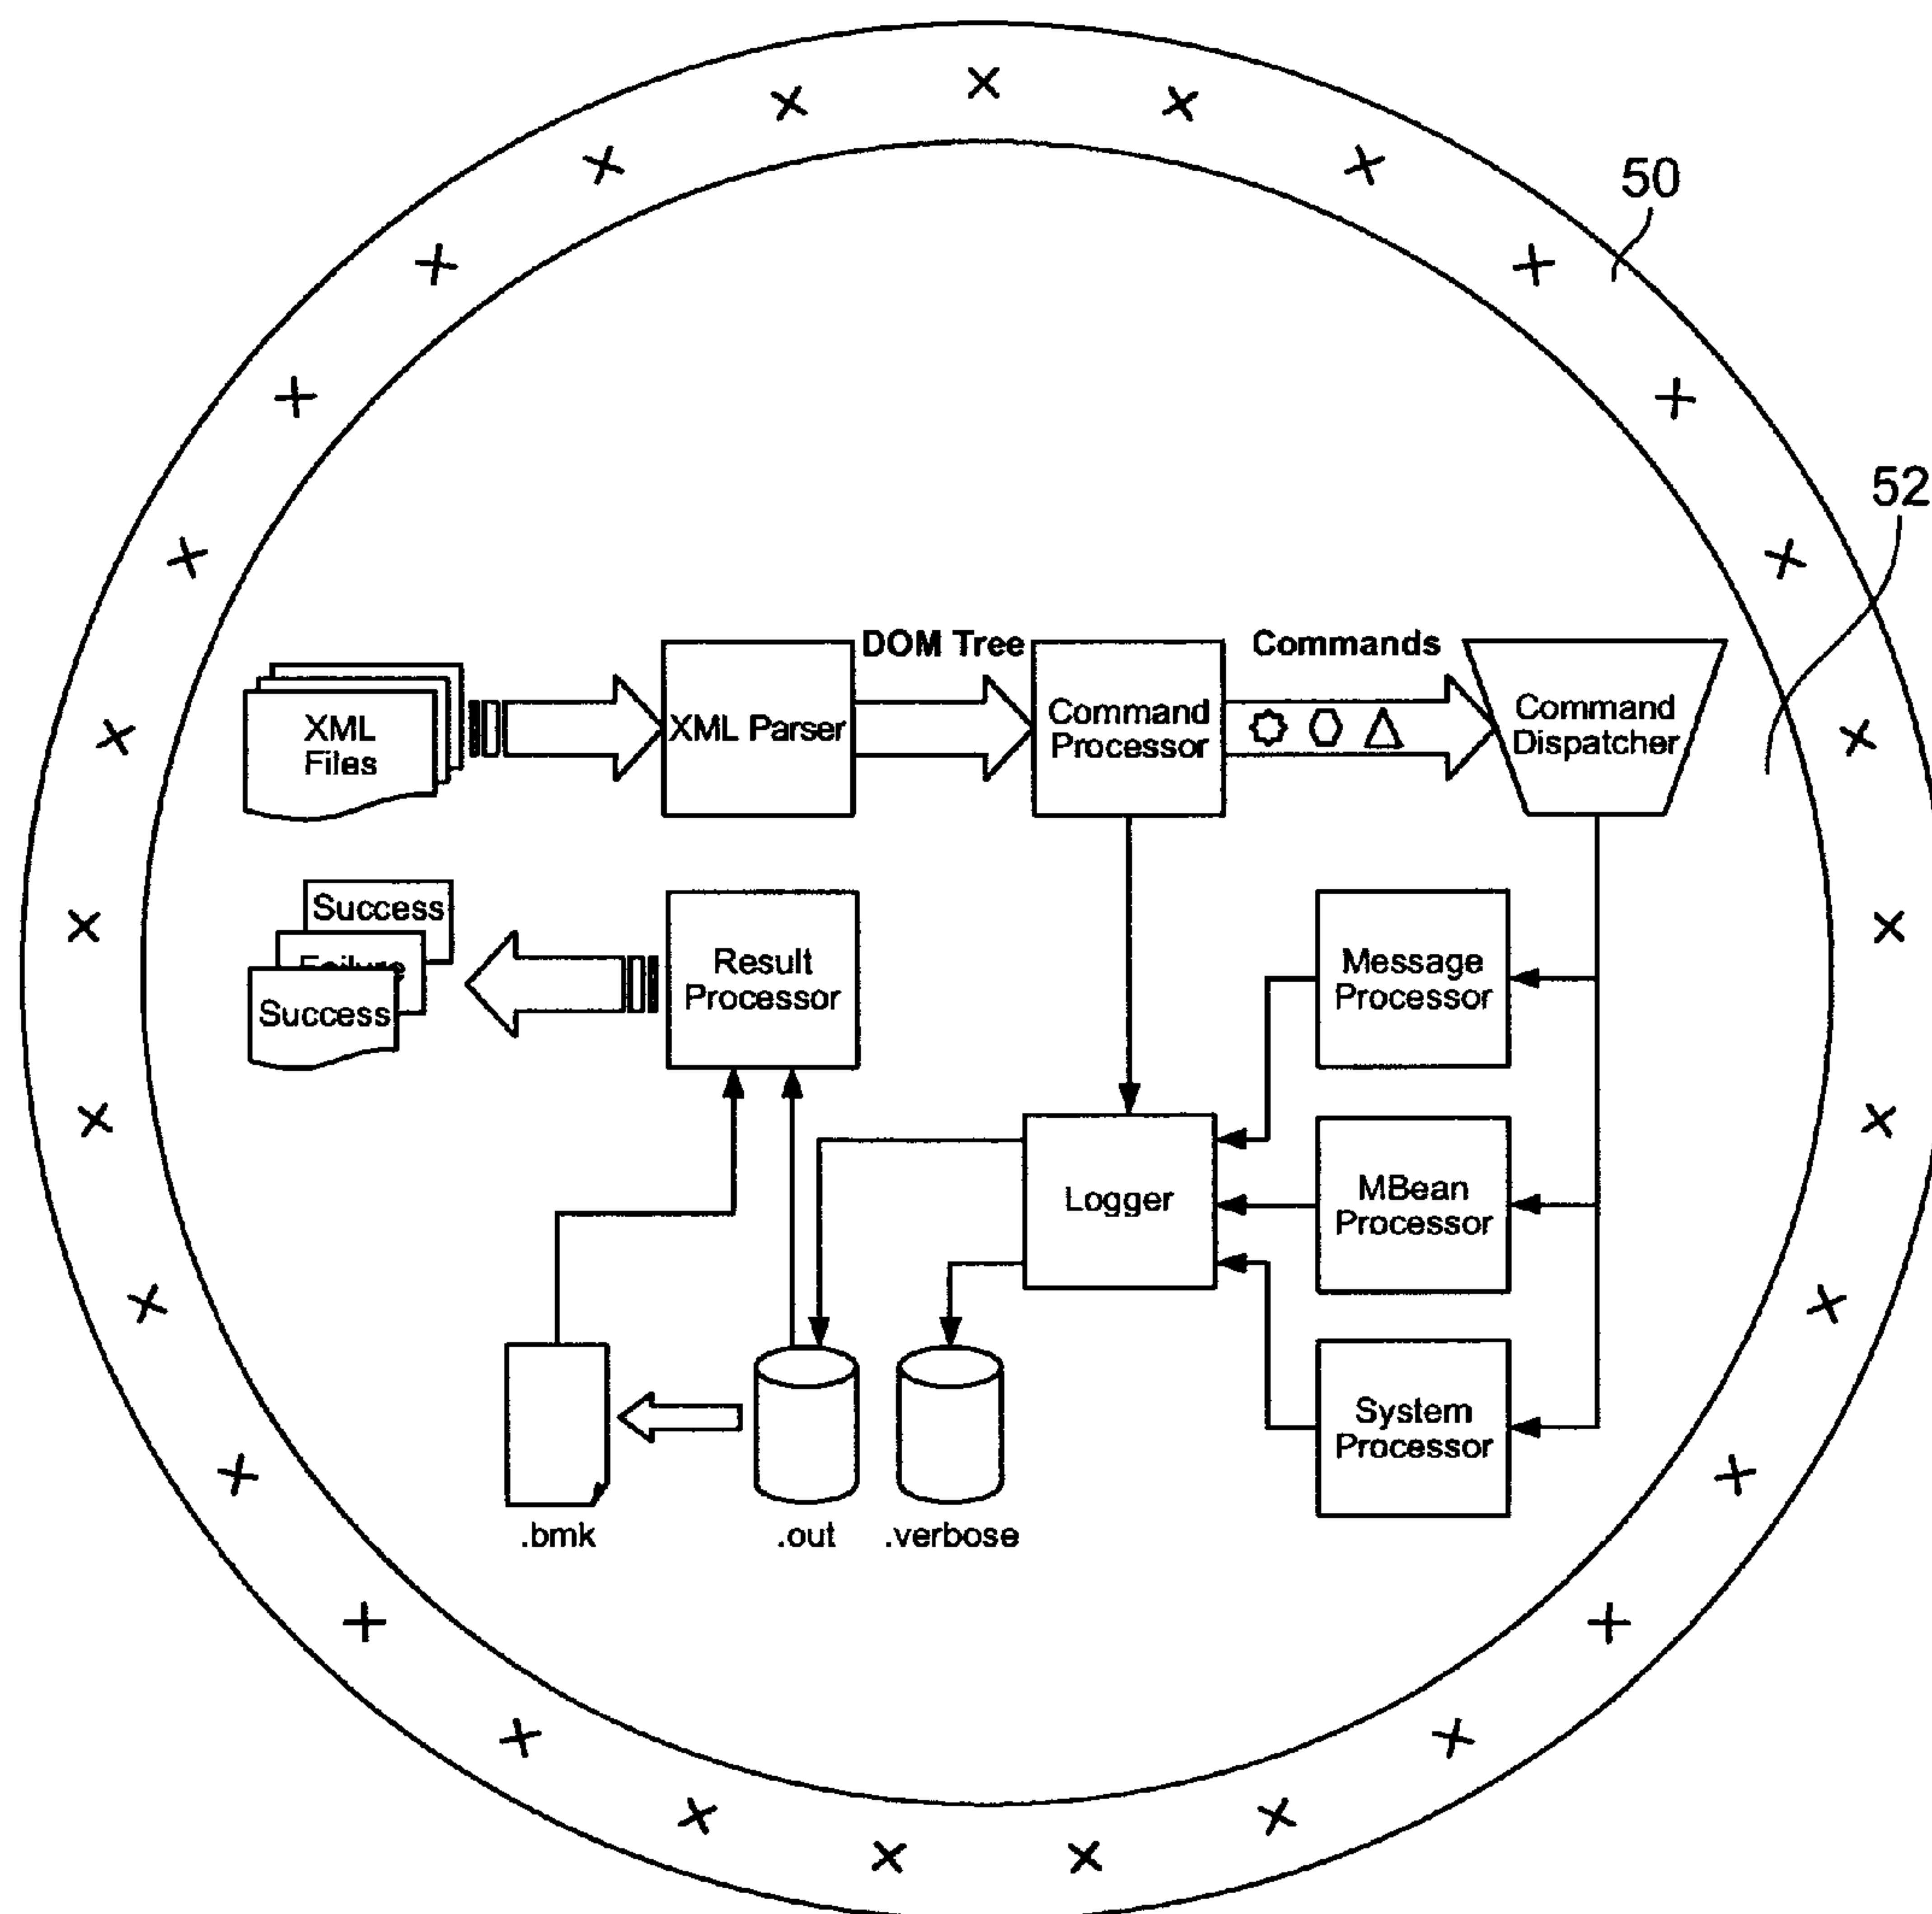 50
52
DOM Tree
Commands
XML
Files
XML Parser
Command
Processor
Command
Dispatcher
Success
Failure
Success
Result
Processor
Message
Processor
Logger
MBean
Processor
System
Processor
.bmk
.out
.verbose